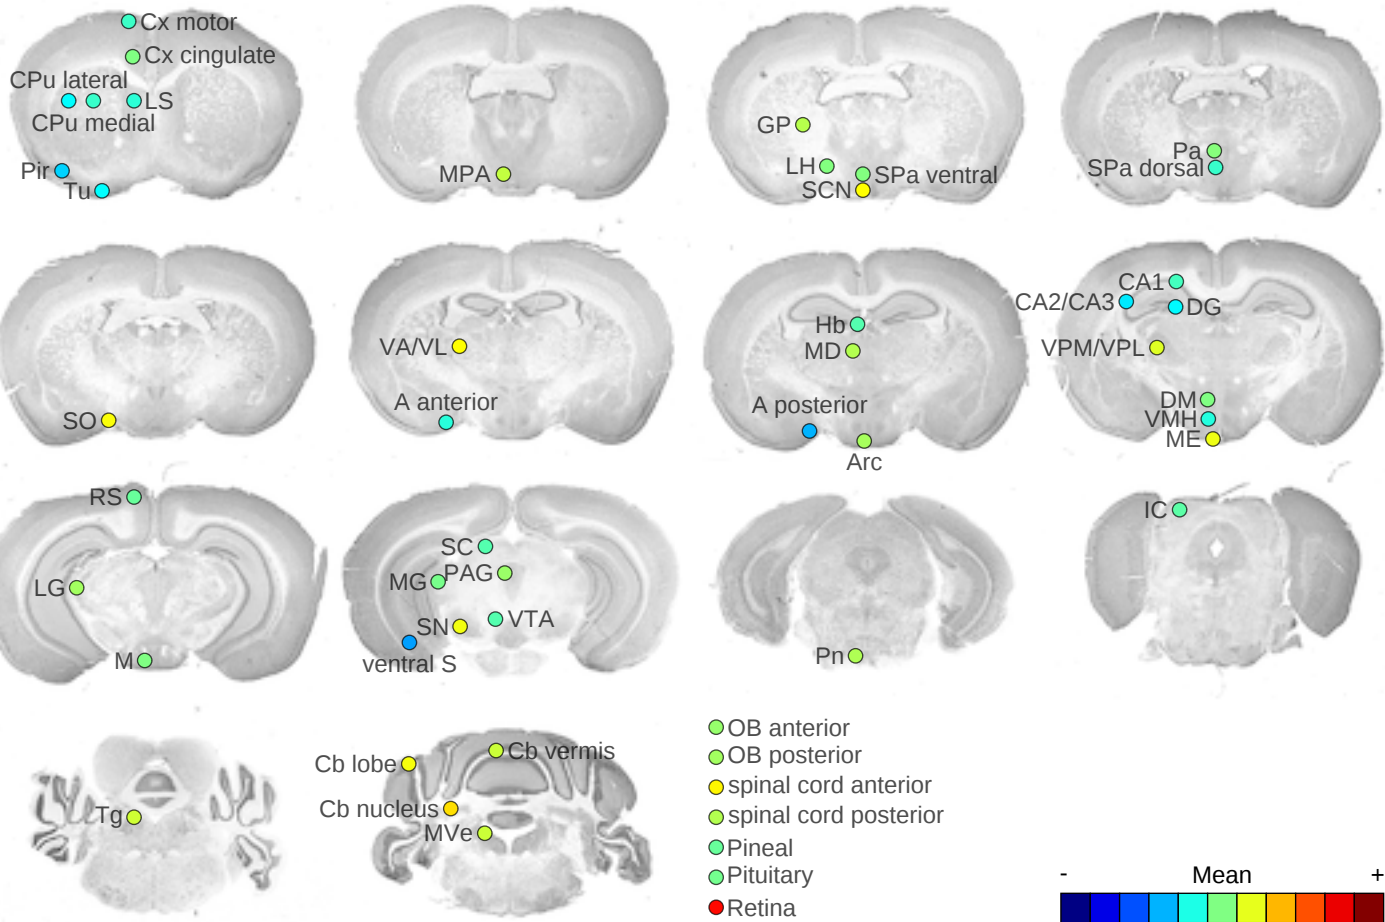 Cx motor
Cx cingulate
CPu lateral
LS
CPu medial
Pir
Tu
MPA
GP
LH
SPa ventral
SCN
Pa
SPa dorsal
SO
VA/VL
A anterior
Hb
MD
A posterior
Arc
CA1
CA2/CA3
DG
VPM/VPL
DM
VMH
ME
RS
LG
M
SC
MG
PAG
SN
VTA
ventral S
Pn
IC
Tg
Cb lobe
Cb vermis
Cb nucleus
MVe
OB anterior
OB posterior
spinal cord anterior
spinal cord posterior
Pineal
Pituitary
Retina
- Mean +